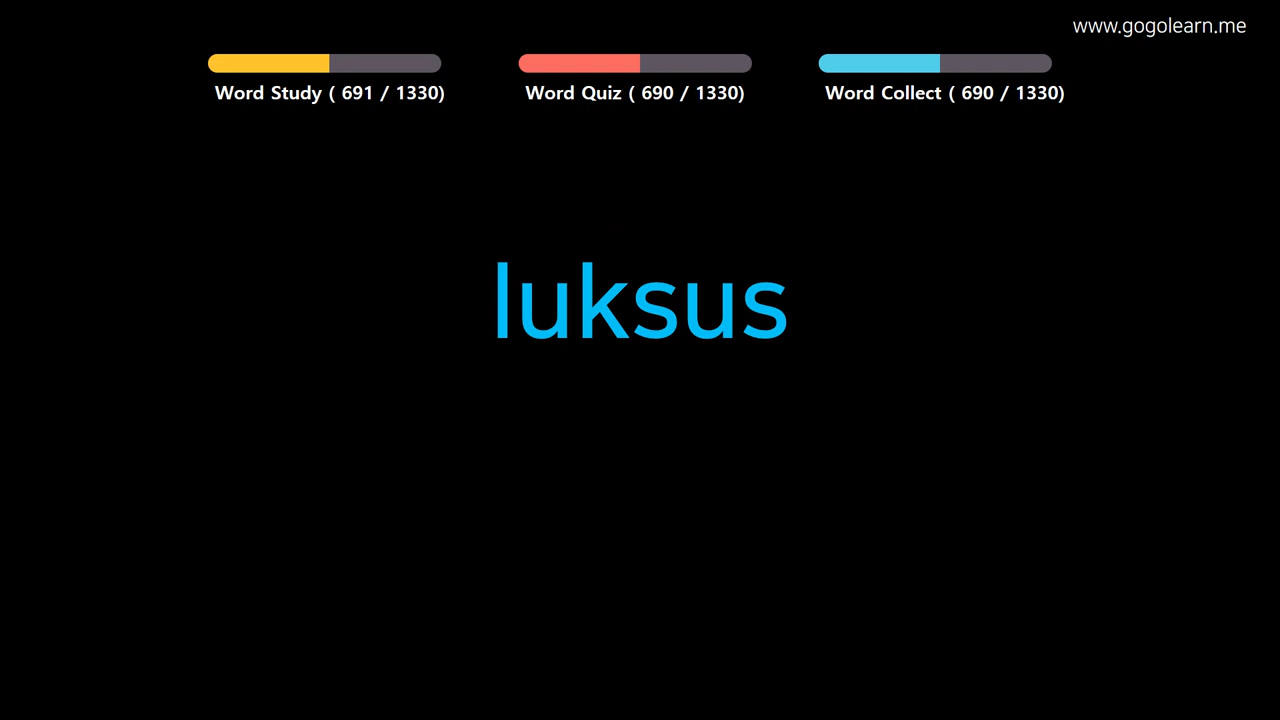 www.gogolearn.me
Word Study ( 691 / 1330)
Word Quiz ( 690 / 1330)
Word Collect ( 690 / 1330)
luksus